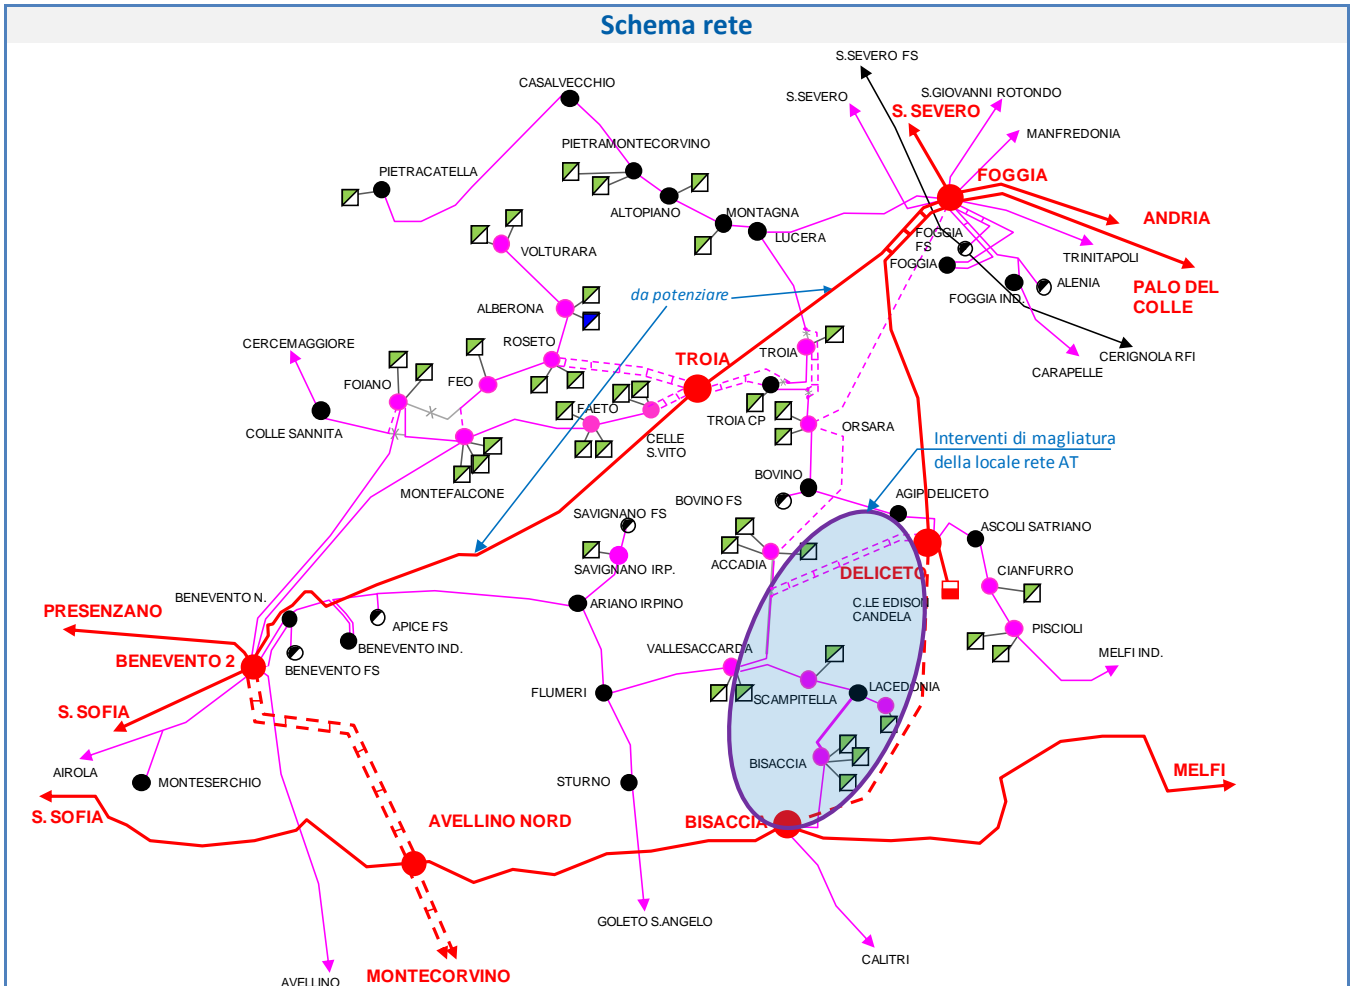 Schema rete
S.SEVERO FS
CASALVECCHIO
S.SEVERO
S.GIOVANNI ROTONDO
S. SEVERO
MANFREDONIA
PIETRAMONTECORVINO
PIETRACATELLA
FOGGIA
ALTOPIANO
MONTAGNA
LUCERA
ANDRIA
FOGGIA
FS
VOLTURARA
TRINITAPOLI
FOGGIA
PALO DEL
COLLE
ALENIA
FOGGIA IND.
da potenziare
ALBERONA
CERCEMAGGIORE
ROSETO
TROIA
TROIA
CERIGNOLA RFI
CARAPELLE
FOIANO
FEO
FAETO
TROIA CP
ORSARA
COLLE SANNITA
CELLE
S.VITO
Interventi di magliatura
della locale rete AT
MONTEFALCONE
BOVINO
BOVINO FS
AGIP DELICETO
SAVIGNANO FS
ASCOLI SATRIANO
SAVIGNANO IRP.
ACCADIA
DELICETO
CIANFURRO
BENEVENTO N.
ARIANO IRPINO
C.LE EDISON
CANDELA
PRESENZANO
APICE FS
PISCIOLI
BENEVENTO IND.
VALLESACCARDA
MELFI IND.
BENEVENTO 2
BENEVENTO FS
FLUMERI
SCAMPITELLA
LACEDONIA
S. SOFIA
BISACCIA
AIROLA
MONTESERCHIO
STURNO
MELFI
S. SOFIA
AVELLINO NORD
BISACCIA
GOLETO S.ANGELO
CALITRI
MONTECORVINO
AVELLINO